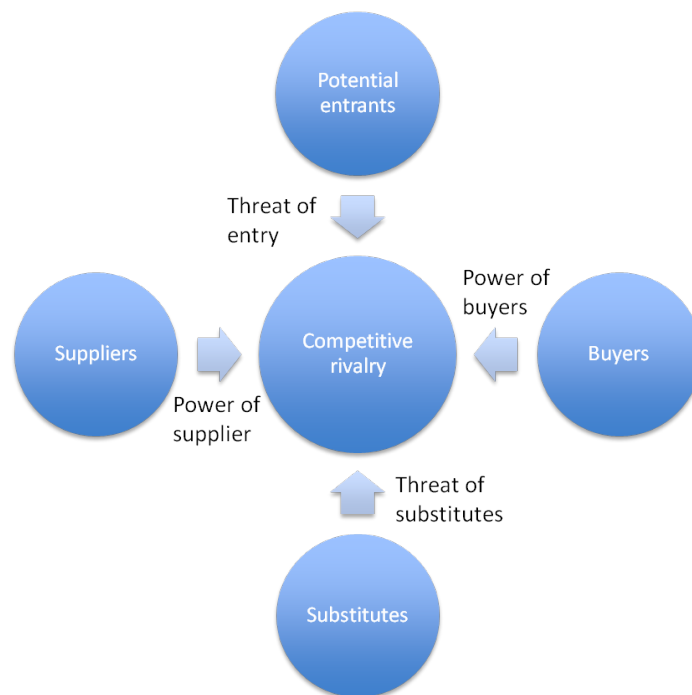 Potential
entrants
Threat of
entry
Power of
buyers
Suppliers
Competitive
rivalry
Buyers
Power of
supplier
Threat of
substitutes
Substitutes